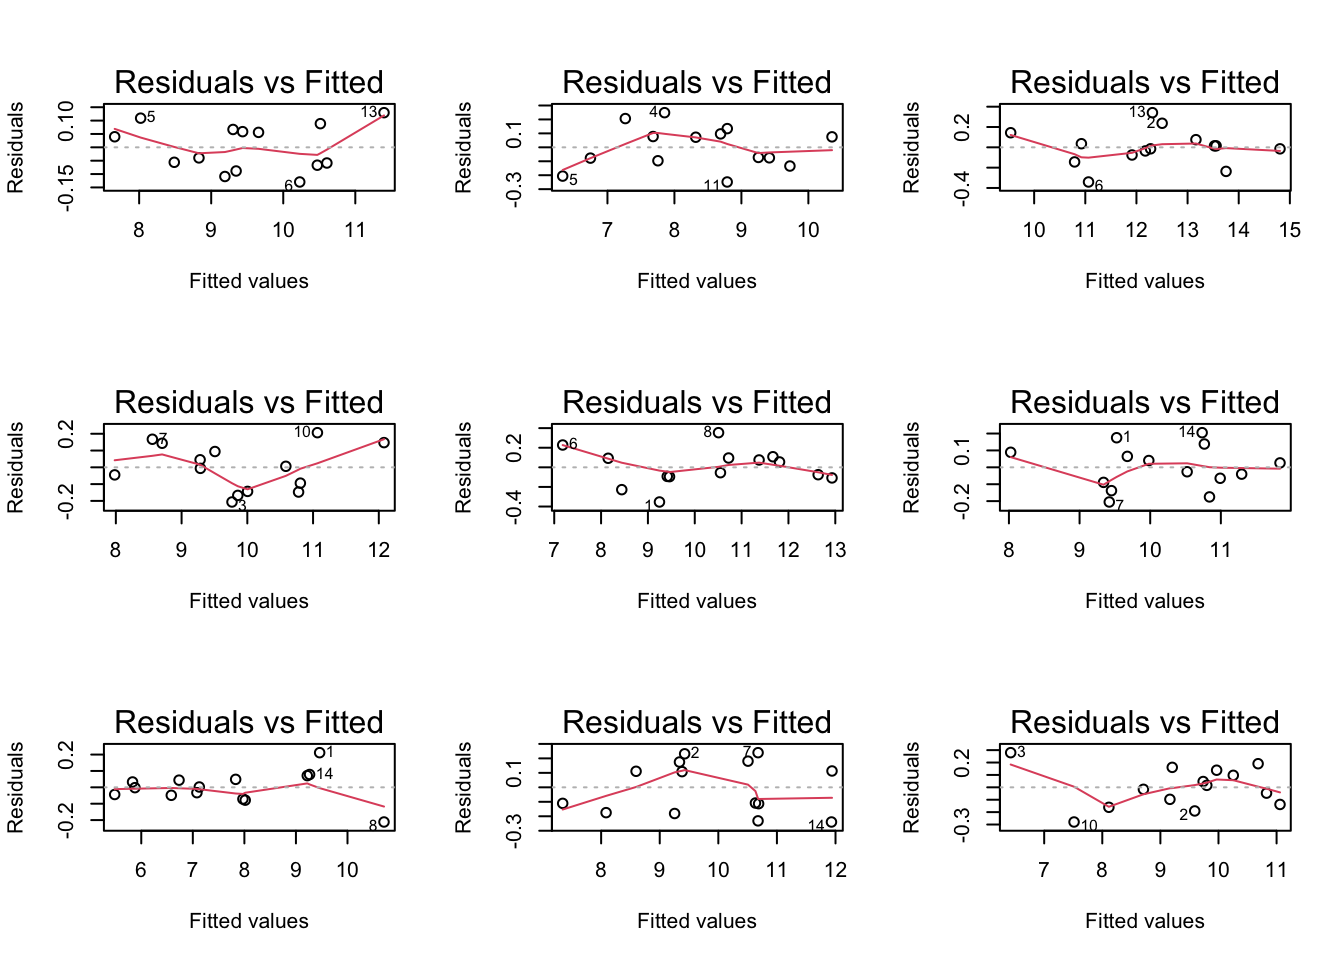 Residuals vs Fitted
Residuals
0.10
-0.15
5
6
13
8 9 10 11
Fitted values
Residuals vs Fitted
Residuals
0.1
-0.3
4
5
11
7 8 9 10
Fitted values
Residuals vs Fitted
Residuals
0.2
-0.4
13
2
6
10 11 12 13 14 15
Fitted values
Residuals vs Fitted
Residuals
0.2
-0.2
7
10
3
8 9 10 11 12
Fitted values
Residuals vs Fitted
Residuals
0.2
-0.4
8
6
1
7 8 9 10 11 12 13
Fitted values
Residuals vs Fitted
Residuals
0.1
-0.2
1
14
7
8 9 10 11
Fitted values
Residuals vs Fitted
Residuals
0.2
-0.2
1
14
8
6 7 8 9 10
Fitted values
Residuals vs Fitted
Residuals
0.1
-0.3
2
7
14
8 9 10 11 12
Fitted values
Residuals vs Fitted
Residuals
0.2
-0.3
3
2
10
7 8 9 10 11
Fitted values